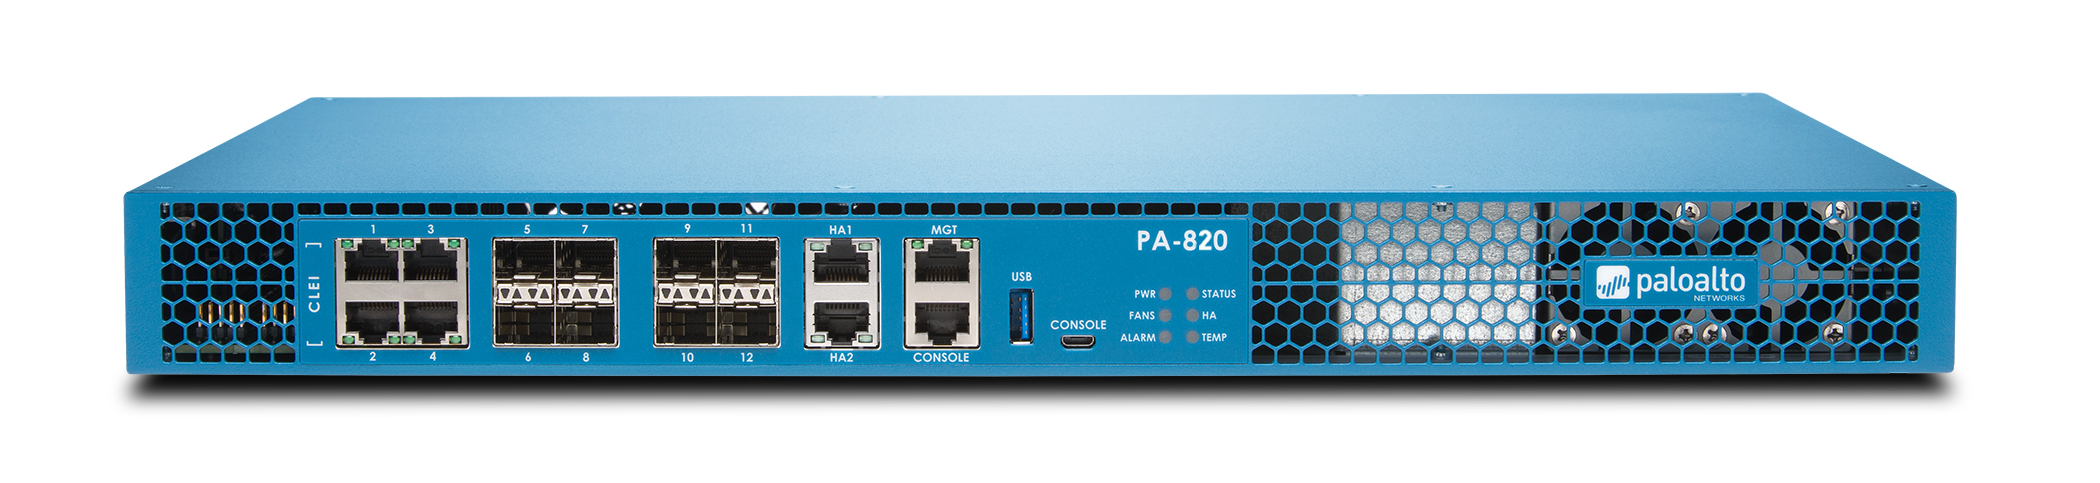 1 3
5 7
9 11
HA1
MGT
PA-820
[ CLEI ]
USB
PWR STATUS
FANS HA
ALARM TEMP
CONSOLE
2 4
6 8
10 12
HA2
CONSOLE
paloalto
NETWORKS